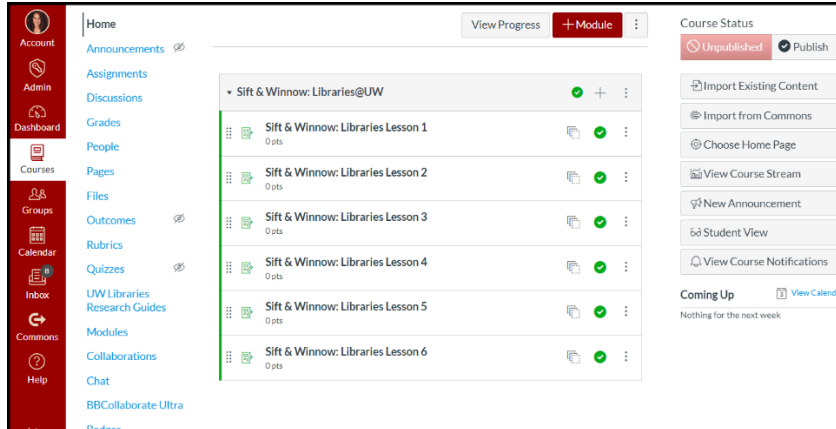 Account
Admin
Dashboard
Courses
Groups
Calendar
8
Inbox
Commons
Help
Home
Announcements
Assignments
Discussions
Grades
People
Pages
Files
Outcomes
Rubrics
Quizzes
UW Libraries
Research Guides
Modules
Collaborations
Chat
BBCollaborate Ultra
Badges
View Progress
+Module
Sift & Winnow: Libraries@UW
Sift & Winnow: Libraries Lesson 1
0 pts
Sift & Winnow: Libraries Lesson 2
0 pts
Sift & Winnow: Libraries Lesson 3
0 pts
Sift & Winnow: Libraries Lesson 4
0 pts
Sift & Winnow: Libraries Lesson 5
0 pts
Sift & Winnow: Libraries Lesson 6
0 pts
Course Status
Unpublished
Publish
Import Existing Content
Import from Commons
Choose Home Page
View Course Stream
New Announcement
Student View
View Course Notifications
Coming Up
View Calend
Nothing for the next week